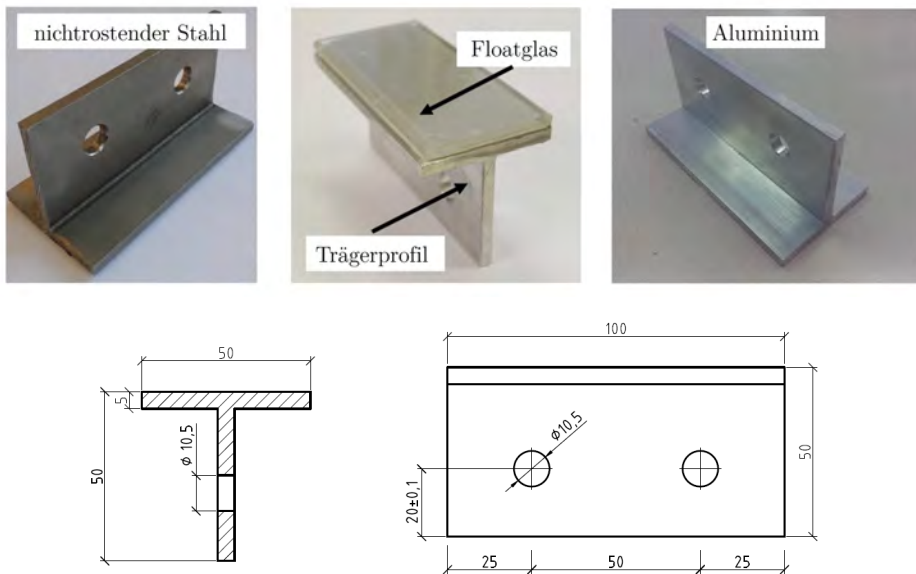 nichtrostender Stahl
Floatglas
Trägerprofil
Aluminium
50
5
50
ϕ 10,5
100
ϕ10,5
50
20±0,1
25
50
25